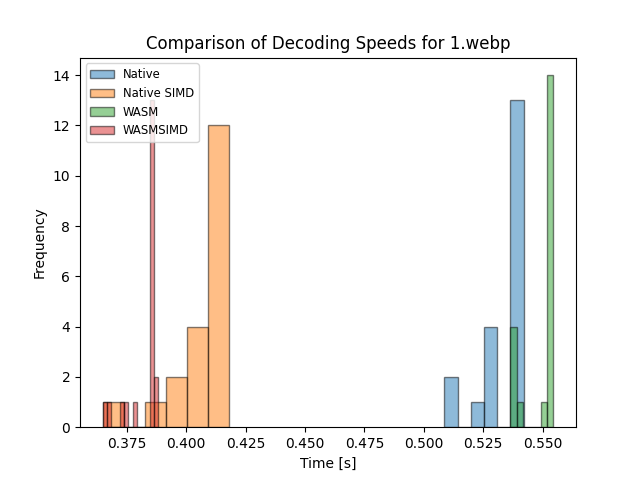 Comparison of Decoding Speeds for 1.webp
Native
Native SIMD
WASM
WASMSIMD
14
12
10
8
6
4
2
0
Frequency
0.375 0.400 0.425 0.450 0.475 0.500 0.525 0.550
Time [s]